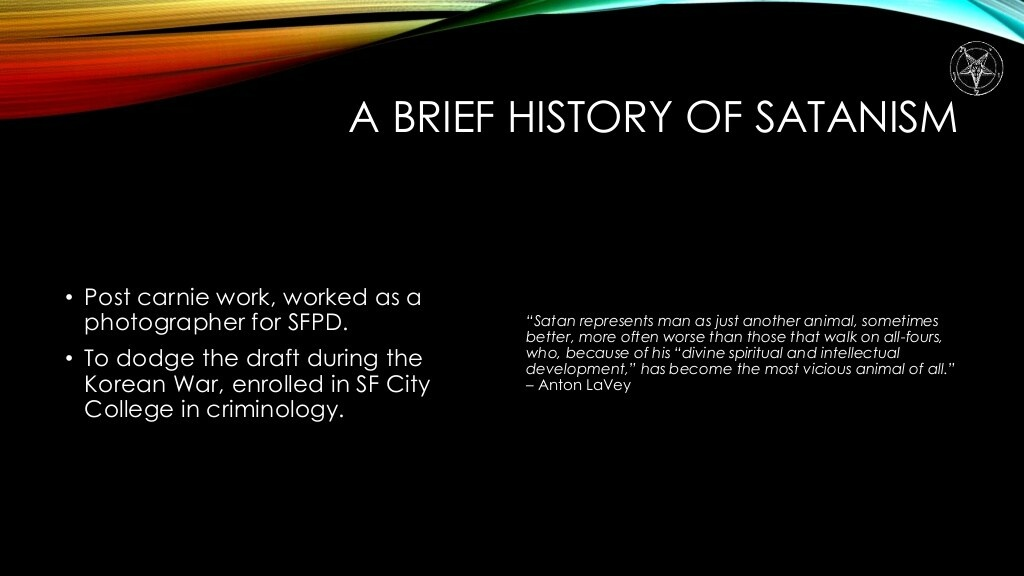 A BRIEF HISTORY OF SATANISM
• Post carnie work, worked as a
photographer for SFPD.
• To dodge the draft during the
Korean War, enrolled in SF City
College in criminology.
“Satan represents man as just another animal, sometimes
better, more often worse than those that walk on all-fours,
who, because of his “divine spiritual and intellectual
development,” has become the most vicious animal of all.”
– Anton LaVey